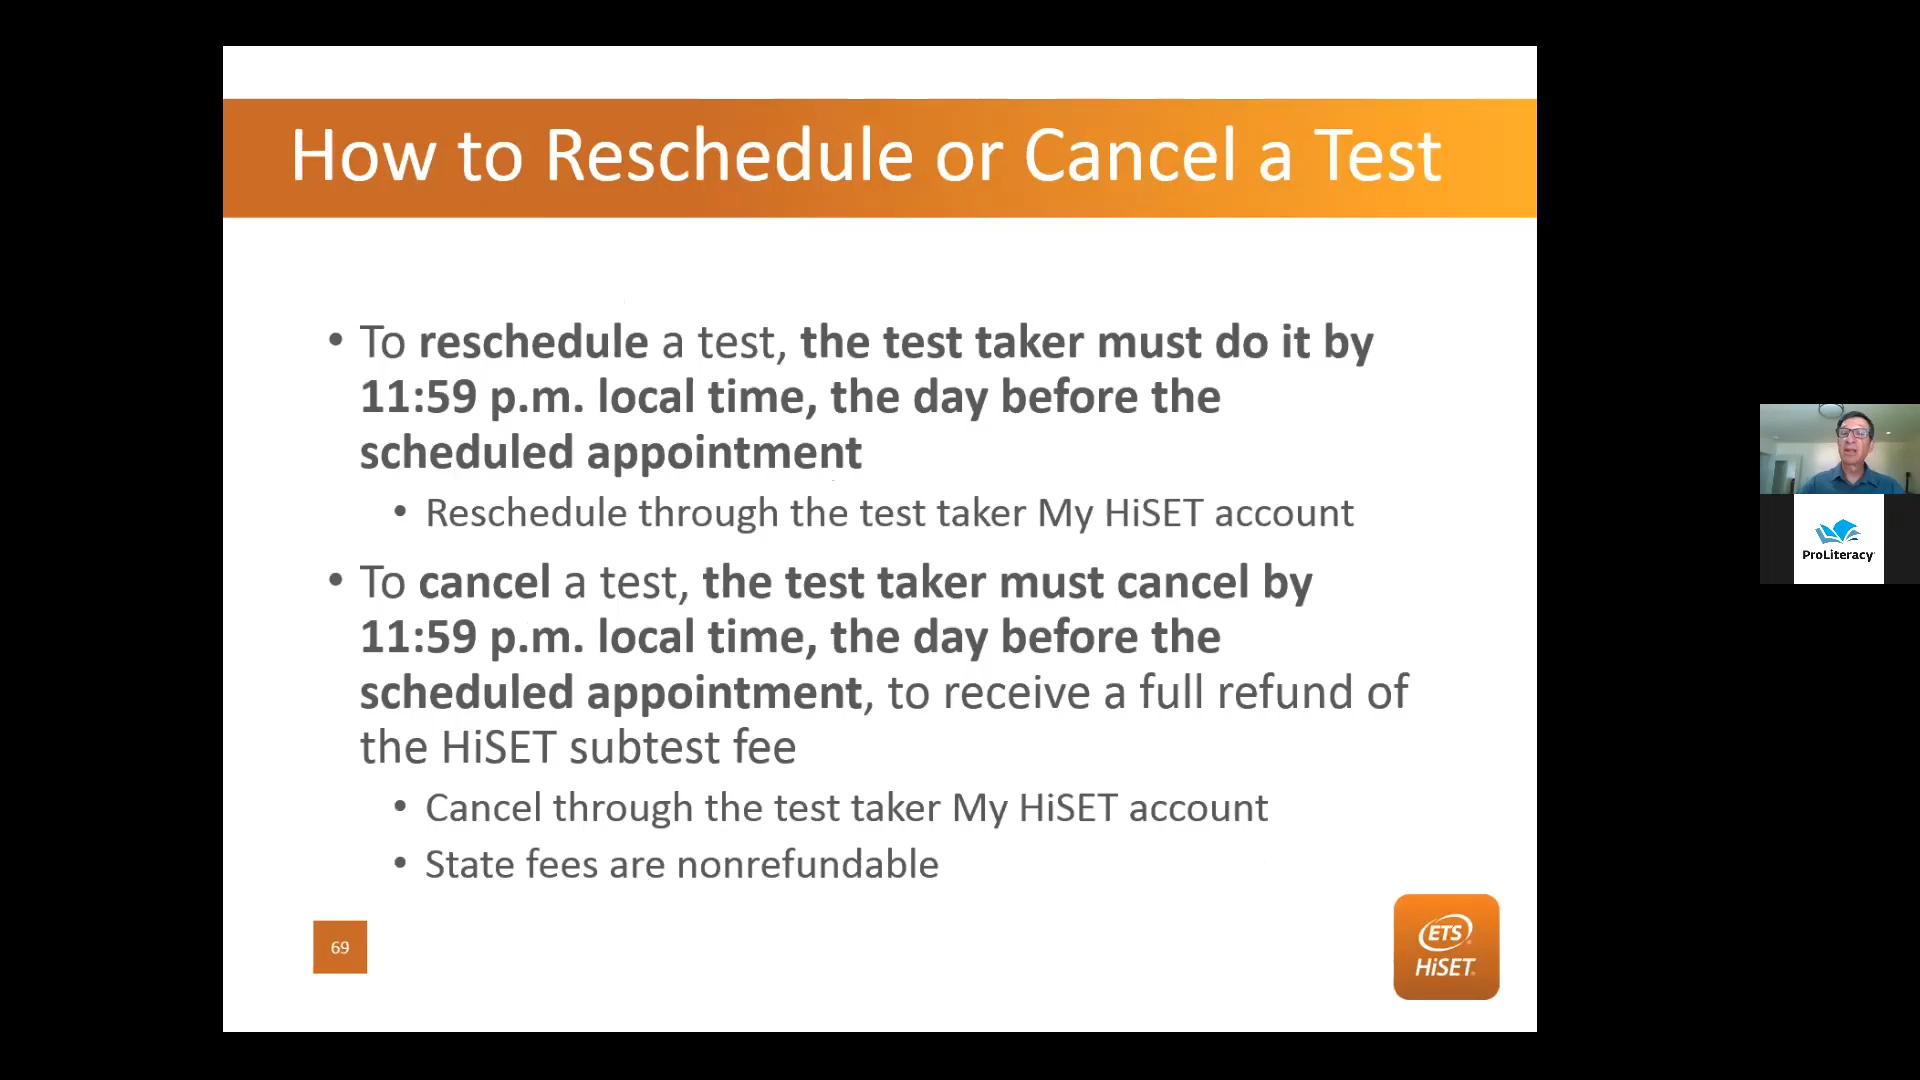 How to Reschedule or Cancel a Test
• To reschedule a test, the test taker must do it by
11:59 p.m. local time, the day before the
scheduled appointment
• Reschedule through the test taker My HiSET account
• To cancel a test, the test taker must cancel by
11:59 p.m. local time, the day before the
scheduled appointment, to receive a full refund of
the HiSET subtest fee
• Cancel through the test taker My HiSET account
• State fees are nonrefundable
69
ETS
HiSET
ProLiteracy